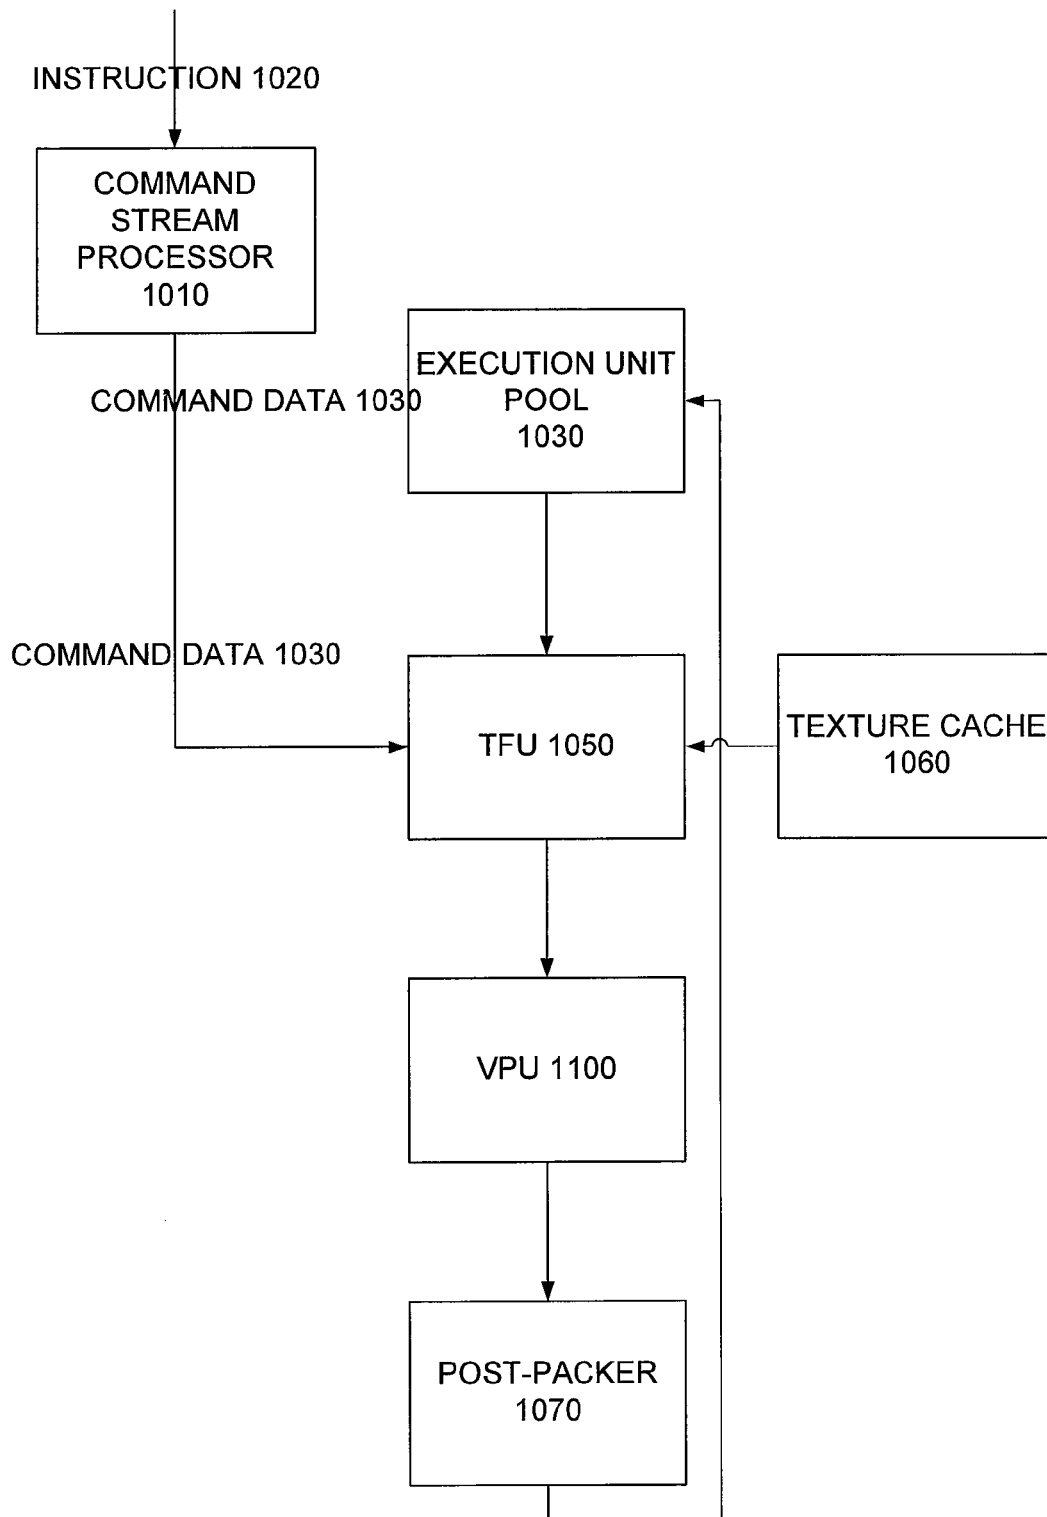 INSTRUCTION 1020
COMMAND
STREAM
PROCESSOR
1010
EXECUTION UNIT
POOL
1030
COMMAND DATA 1030
COMMAND DATA 1030
TFU 1050
TEXTURE CACHE
1060
VPU 1100
POST-PACKER
1070